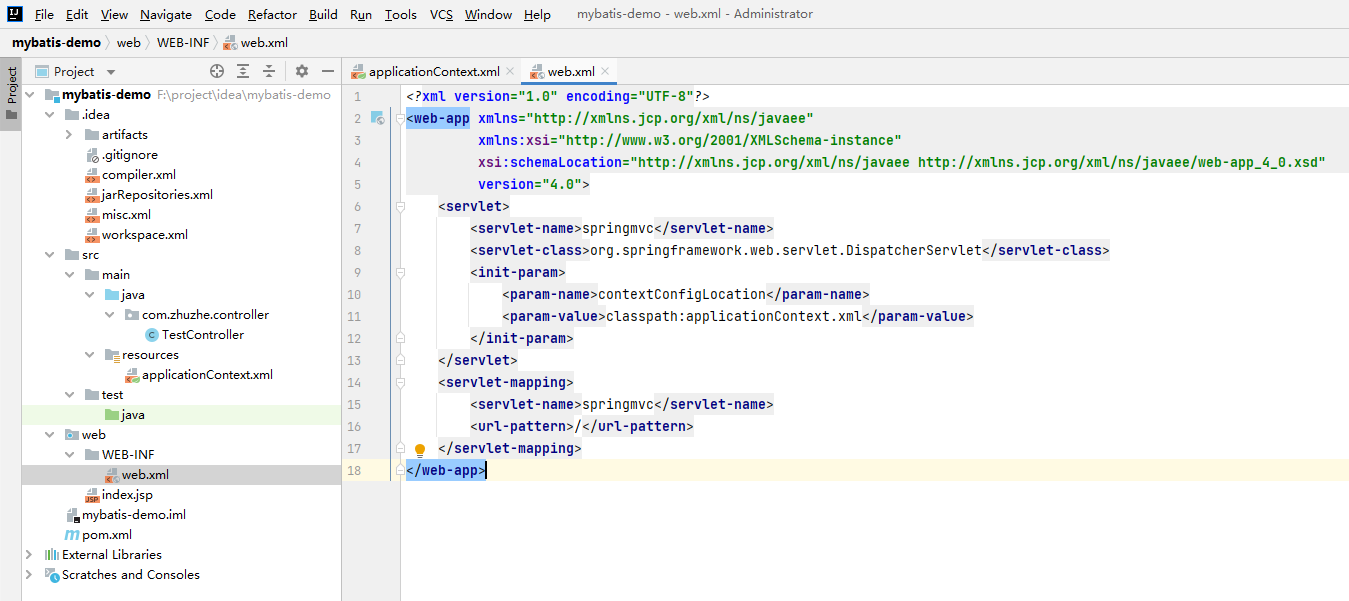 File Edit View Navigate Code Refactor Build Run Tools VCS Window Help mybatis-demo - web.xml - Administrator
mybatis-demo web WEB-INF web.xml
Project
Project
mybatis-demo F:\project\idea\mybatis-demo
.idea
artifacts
.gitignore
compiler.xml
jarRepositories.xml
misc.xml
workspace.xml
src
main
java
com.zhuzhe.controller
C TestController
resources
applicationContext.xml
test
java
web
WEB-INF
web.xml
JSP index.jsp
mybatis-demo.iml
m pom.xml
External Libraries
Scratches and Consoles
applicationContext.xml web.xml
1 <?xml version="1.0" encoding="UTF-8"?>
2 <web-app xmlns="http://xmlns.jcp.org/xml/ns/javaee"
3 xmlns:xsi="http://www.w3.org/2001/XMLSchema-instance"
4 xsi:schemaLocation="http://xmlns.jcp.org/xml/ns/javaee http://xmlns.jcp.org/xml/ns/javaee/web-app_4_0.xsd"
5 version="4.0">
6 <servlet>
7 <servlet-name>springmvc</servlet-name>
8 <servlet-class>org.springframework.web.servlet.DispatcherServlet</servlet-class>
9 <init-param>
10 <param-name>contextConfigLocation</param-name>
11 <param-value>classpath:applicationContext.xml</param-value>
12 </init-param>
13 </servlet>
14 <servlet-mapping>
15 <servlet-name>springmvc</servlet-name>
16 <url-pattern>/</url-pattern>
17 </servlet-mapping>
18 </web-app>